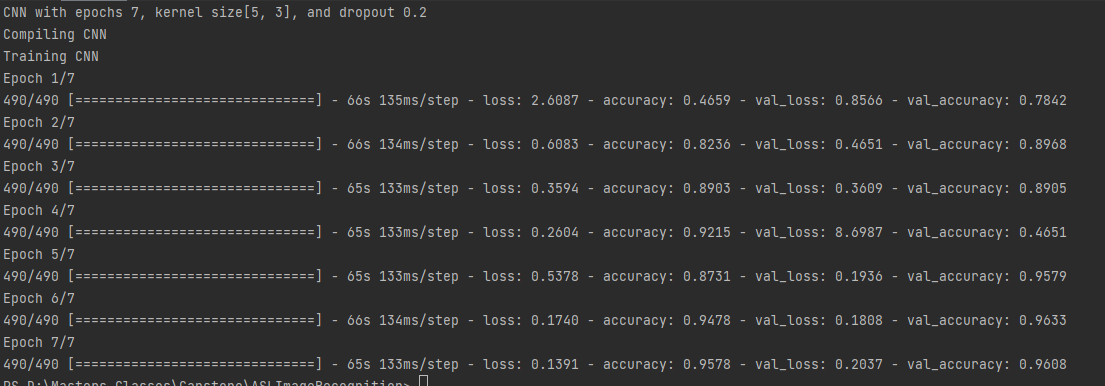 CNN with epochs 7, kernel size[5, 3], and dropout 0.2
Compiling CNN
Training CNN
Epoch 1/7
490/490 [==============================] - 66s 135ms/step - loss: 2.6087 - accuracy: 0.4659 - val_loss: 0.8566 - val_accuracy: 0.7842
Epoch 2/7
490/490 [==============================] - 66s 134ms/step - loss: 0.6083 - accuracy: 0.8236 - val_loss: 0.4651 - val_accuracy: 0.8968
Epoch 3/7
490/490 [==============================] - 65s 133ms/step - loss: 0.3594 - accuracy: 0.8903 - val_loss: 0.3609 - val_accuracy: 0.8905
Epoch 4/7
490/490 [==============================] - 65s 133ms/step - loss: 0.2604 - accuracy: 0.9215 - val_loss: 8.6987 - val_accuracy: 0.4651
Epoch 5/7
490/490 [==============================] - 65s 133ms/step - loss: 0.5378 - accuracy: 0.8731 - val_loss: 0.1936 - val_accuracy: 0.9579
Epoch 6/7
490/490 [==============================] - 66s 134ms/step - loss: 0.1740 - accuracy: 0.9478 - val_loss: 0.1808 - val_accuracy: 0.9633
Epoch 7/7
490/490 [==============================] - 65s 133ms/step - loss: 0.1391 - accuracy: 0.9578 - val_loss: 0.2037 - val_accuracy: 0.9608
PS D:\Masters Classes\Capstone\ASLImageRecognition>